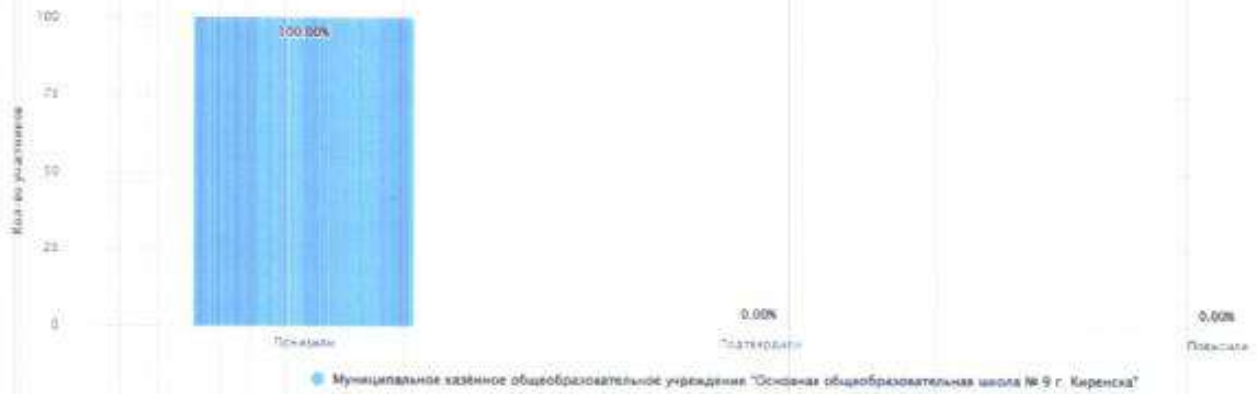 100
100.00%
75
Кол-во участников
50
25
0
0.00%
0.00%
Понизили
Подтвердили
Повысили
Муниципальное казённое общеобразовательное учреждение "Основная общеобразовательная школа № 9 г. Киренска"